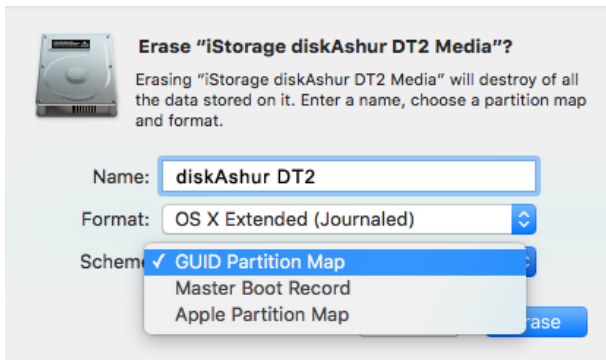 Erase “iStorage diskAshur DT2 Media”?
Erasing “iStorage diskAshur DT2 Media” will destroy of all
the data stored on it. Enter a name, choose a partition map
and format.
Name: diskAshur DT2
Format: OS X Extended (Journaled)
Scheme ✓ GUID Partition Map
Master Boot Record
Apple Partition Map
rase